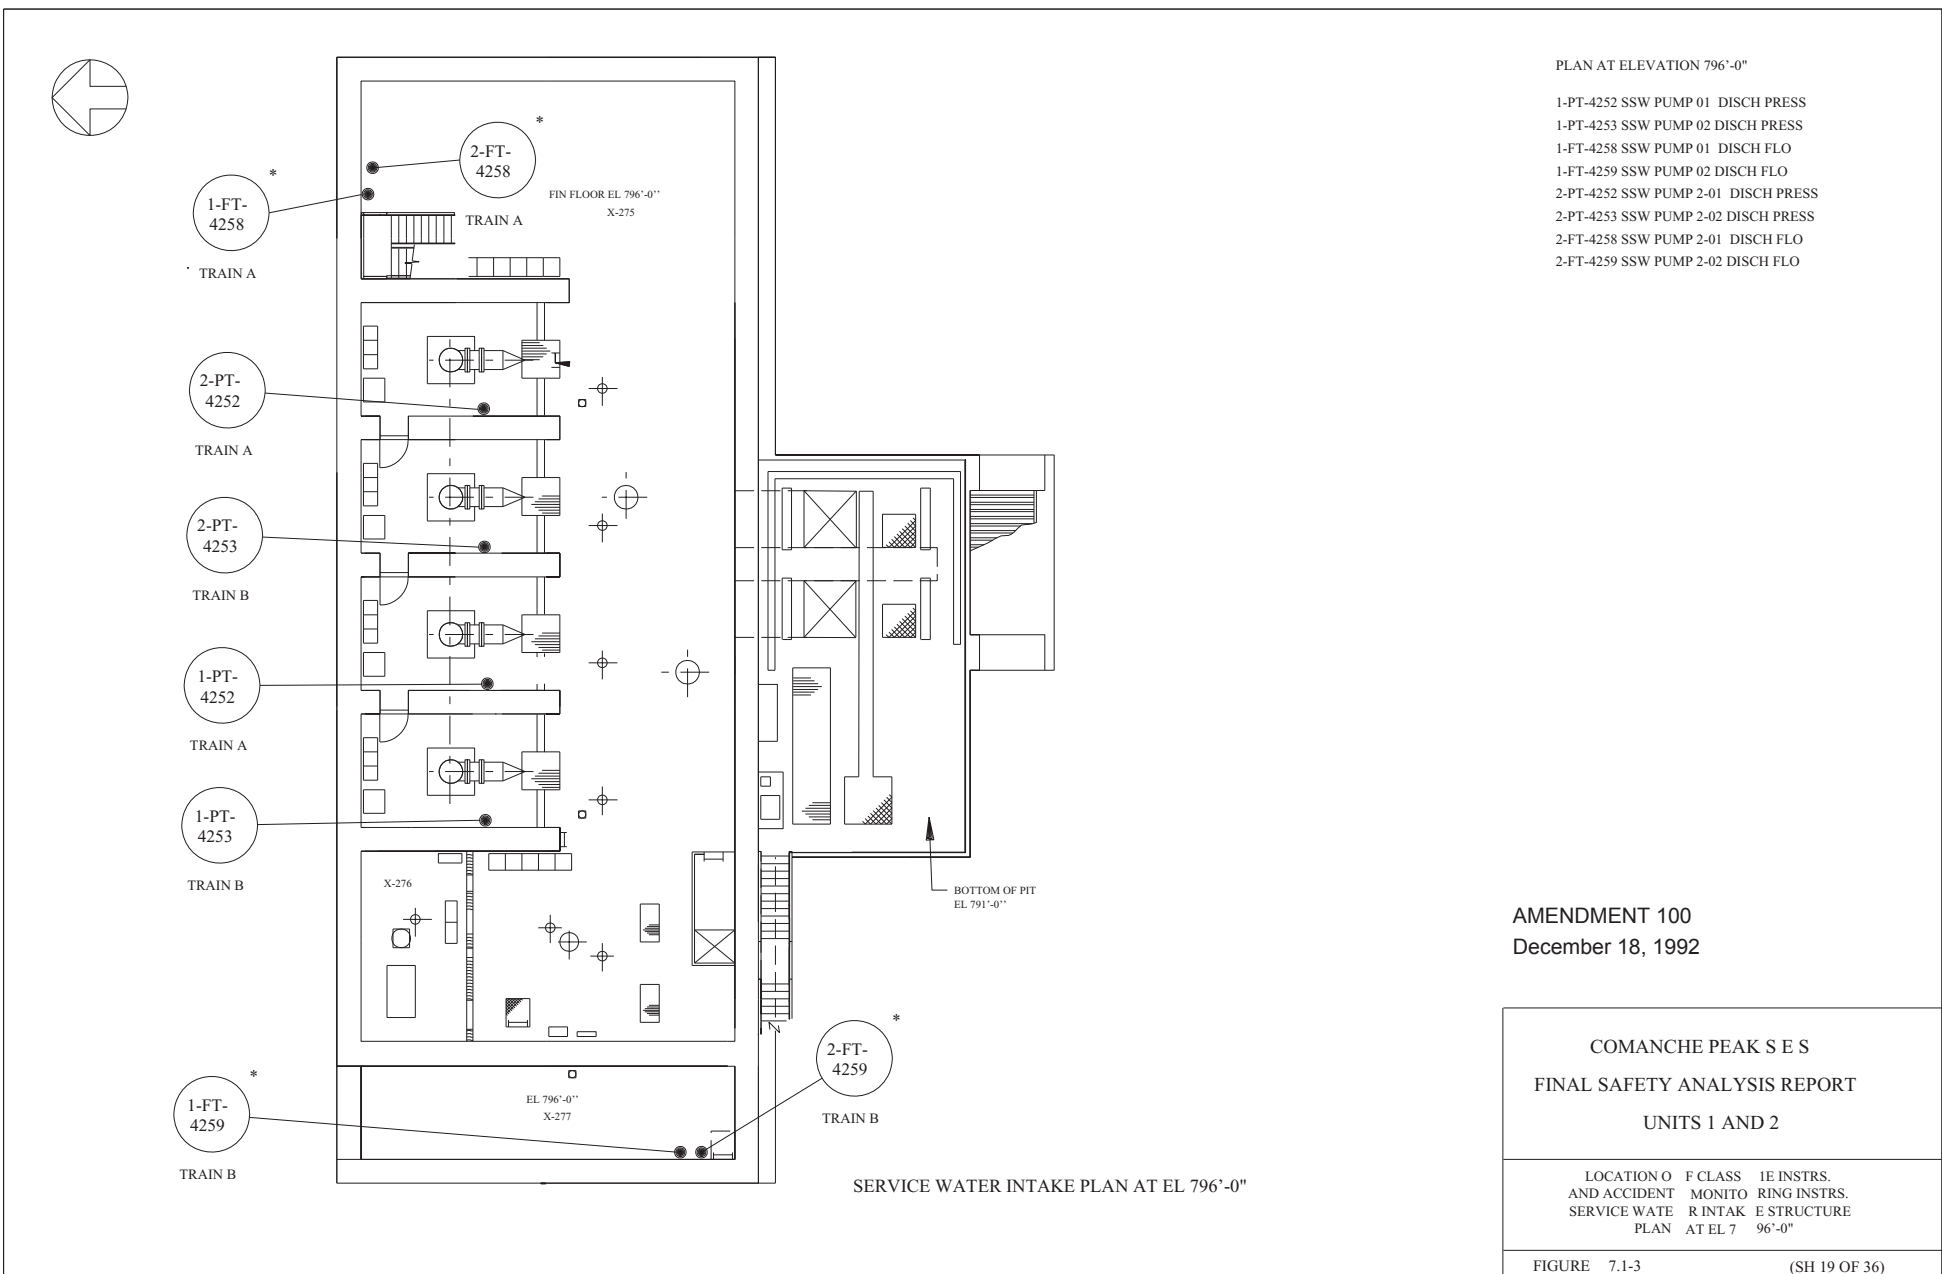 PLAN AT ELEVATION 796'-0"
1-PT-4252 SSW PUMP 01 DISCH PRESS
1-PT-4253 SSW PUMP 02 DISCH PRESS
1-FT-4258 SSW PUMP 01 DISCH FLO
1-FT-4259 SSW PUMP 02 DISCH FLO
2-PT-4252 SSW PUMP 2-01 DISCH PRESS
2-PT-4253 SSW PUMP 2-02 DISCH PRESS
2-FT-4258 SSW PUMP 2-01 DISCH FLO
2-FT-4259 SSW PUMP 2-02 DISCH FLO
*
2-FT-
4258
TRAIN A
*
1-FT-
4258
TRAIN A
FIN FLOOR EL 796'-0''
X-275
2-PT-
4252
TRAIN A
2-PT-
4253
TRAIN B
1-PT-
4252
TRAIN A
1-PT-
4253
TRAIN B
X-276
BOTTOM OF PIT
EL 791'-0''
*
2-FT-
4259
TRAIN B
*
1-FT-
4259
TRAIN B
EL 796'-0''
X-277
SERVICE WATER INTAKE PLAN AT EL 796'-0"
AMENDMENT 100
December 18, 1992
COMANCHE PEAK S E S
FINAL SAFETY ANALYSIS REPORT
UNITS 1 AND 2
LOCATION O F CLASS 1E INSTRS.
AND ACCIDENT MONITO RING INSTRS.
SERVICE WATE R INTAK E STRUCTURE
PLAN AT EL 7 96'-0"
FIGURE 7.1-3 (SH 19 OF 36)